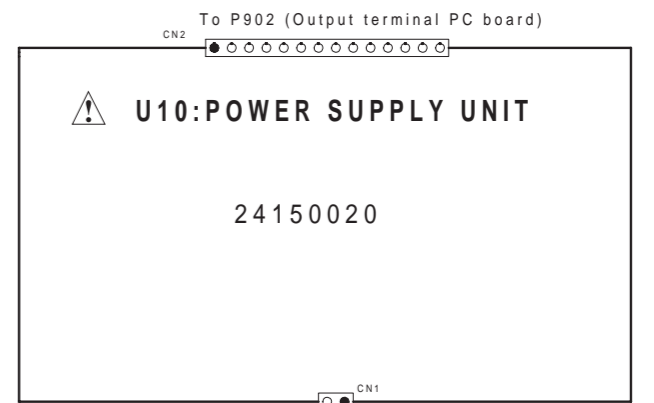 To P902 (Output terminal PC board)
CN2
U10:POWER SUPPLY UNIT
24150020
CN1